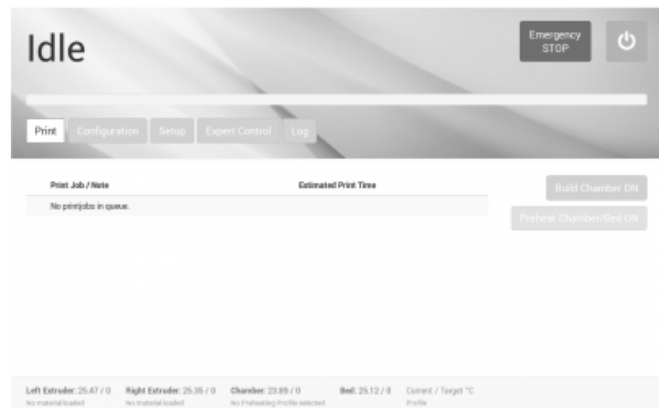 Idle
Emergency
STOP
Print
Configuration
Setup
Expert Control
Log
Print Job / Note
Estimated Print Time
No printjobs in queue.
Build Chamber ON
Preheat Chamber/Bed ON
Left Extruder: 25.47 / 0
No material loaded
Right Extruder: 25.35 / 0
No material loaded
Chamber: 23.89 / 0
No Preheating Profile selected
Bed: 25.12 / 0
Current / Target °C
Profile